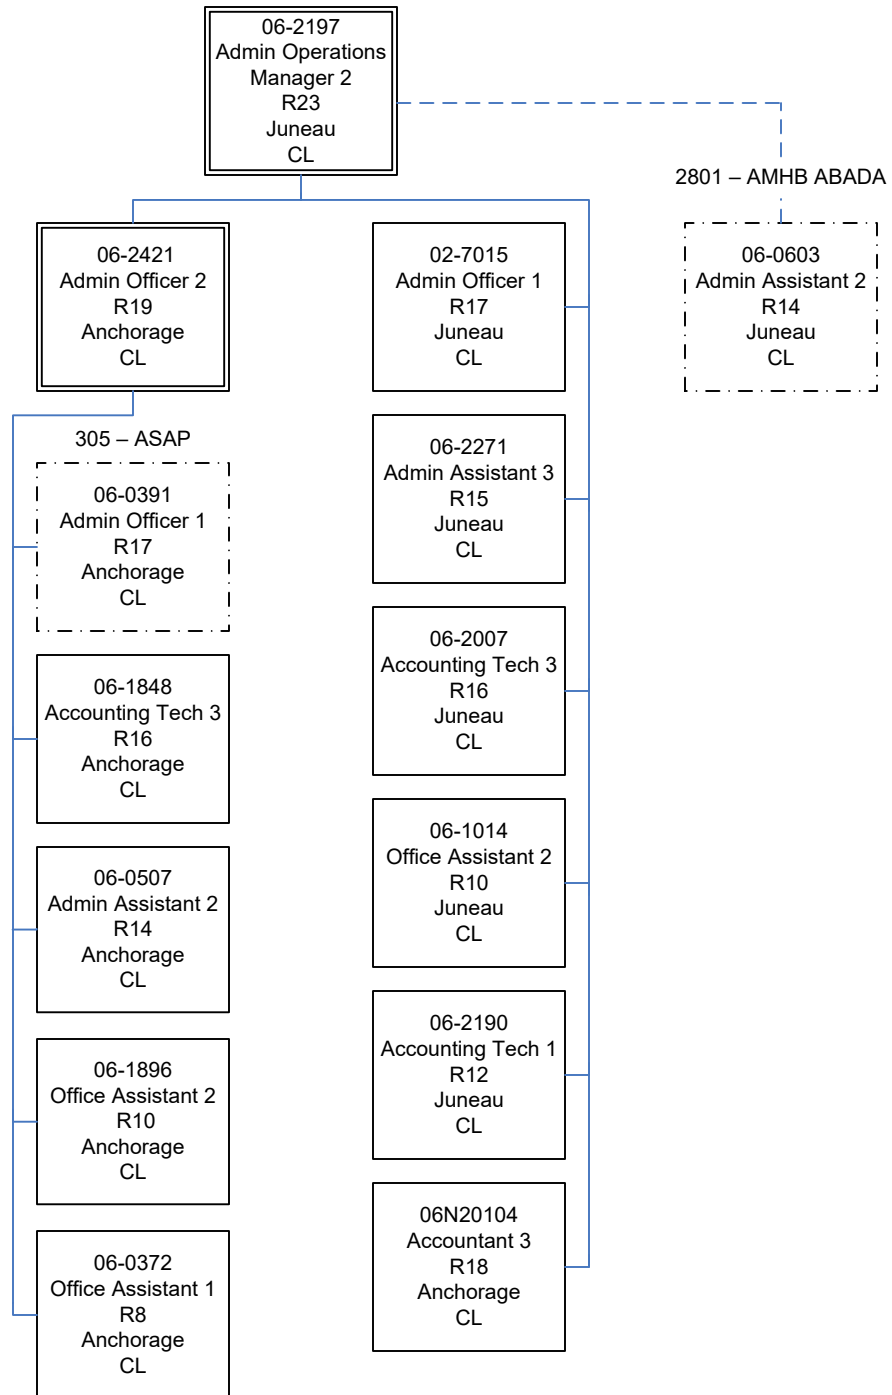 06-2197
Admin Operations
Manager 2
R23
Juneau
CL
2801 – AMHB ABADA
06-2421
Admin Officer 2
R19
Anchorage
CL
02-7015
Admin Officer 1
R17
Juneau
CL
06-0603
Admin Assistant 2
R14
Juneau
CL
305 – ASAP
06-0391
Admin Officer 1
R17
Anchorage
CL
06-2271
Admin Assistant 3
R15
Juneau
CL
06-1848
Accounting Tech 3
R16
Anchorage
CL
06-2007
Accounting Tech 3
R16
Juneau
CL
06-0507
Admin Assistant 2
R14
Anchorage
CL
06-1014
Office Assistant 2
R10
Juneau
CL
06-1896
Office Assistant 2
R10
Anchorage
CL
06-2190
Accounting Tech 1
R12
Juneau
CL
06-0372
Office Assistant 1
R8
Anchorage
CL
06N20104
Accountant 3
R18
Anchorage
CL